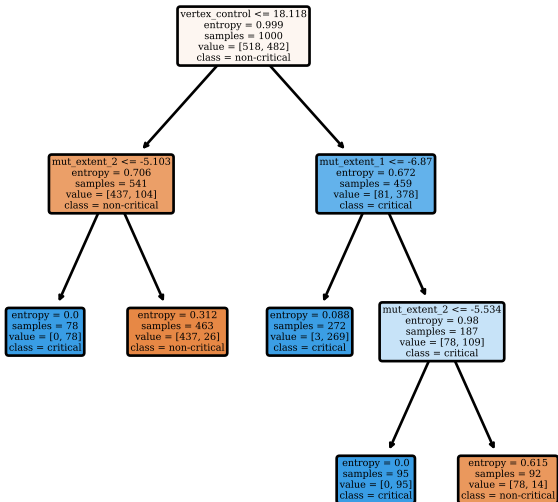 vertex_control <= 18.118
entropy = 0.999
samples = 1000
value = [518, 482]
class = non-critical
mut_extent_2 <= -5.103
entropy = 0.706
samples = 541
value = [437, 104]
class = non-critical
mut_extent_1 <= -6.87
entropy = 0.672
samples = 459
value = [81, 378]
class = critical
entropy = 0.0
samples = 78
value = [0, 78]
class = critical
entropy = 0.312
samples = 463
value = [437, 26]
class = non-critical
entropy = 0.088
samples = 272
value = [3, 269]
class = critical
mut_extent_2 <= -5.534
entropy = 0.98
samples = 187
value = [78, 109]
class = critical
entropy = 0.0
samples = 95
value = [0, 95]
class = critical
entropy = 0.615
samples = 92
value = [78, 14]
class = non-critical